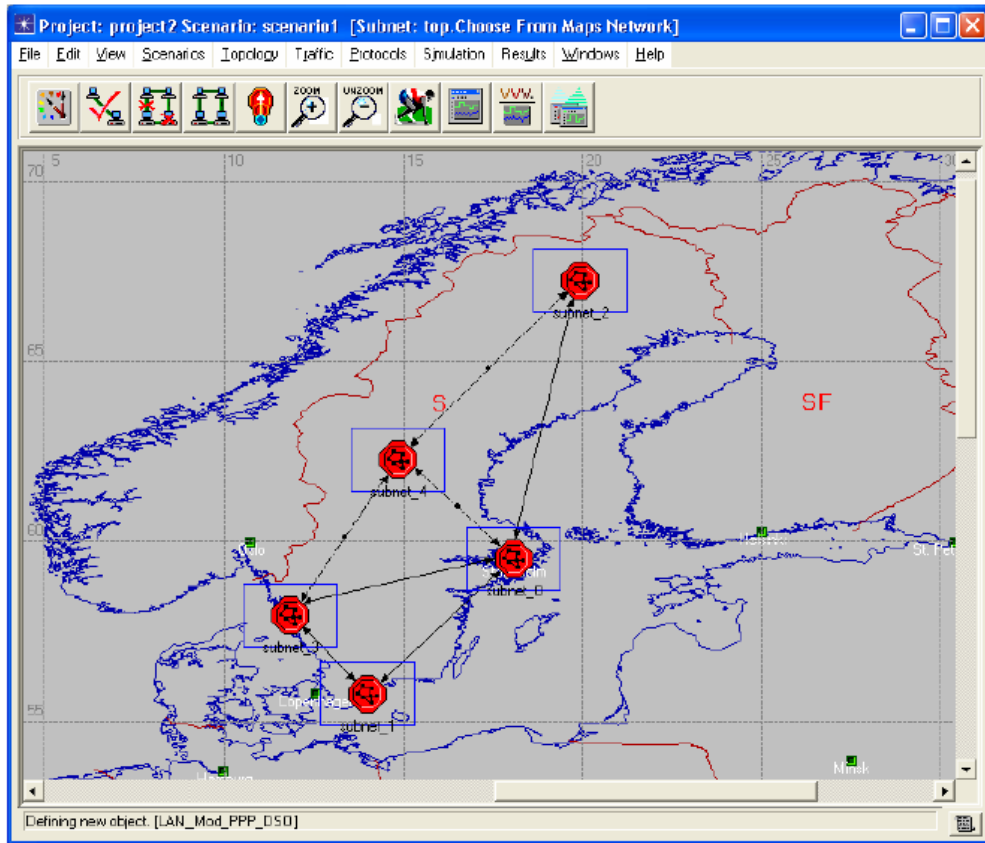 Project: project2 Scenario: scenario1 [Subnet: top.Choose From Maps Network]
File Edit View Scenarios Topology Traffic Protocols Simulation Results Windows Help
ZOOM UNZOOM
5 10 15 20 25 30
70
subnet_2
65
S SF
subnet_4
60
Oslo
St. Pet
subnet_0
subnet_3
subnet_1
55
Minsk
Defining new object. [LAN_Mod_PPP_DS0]